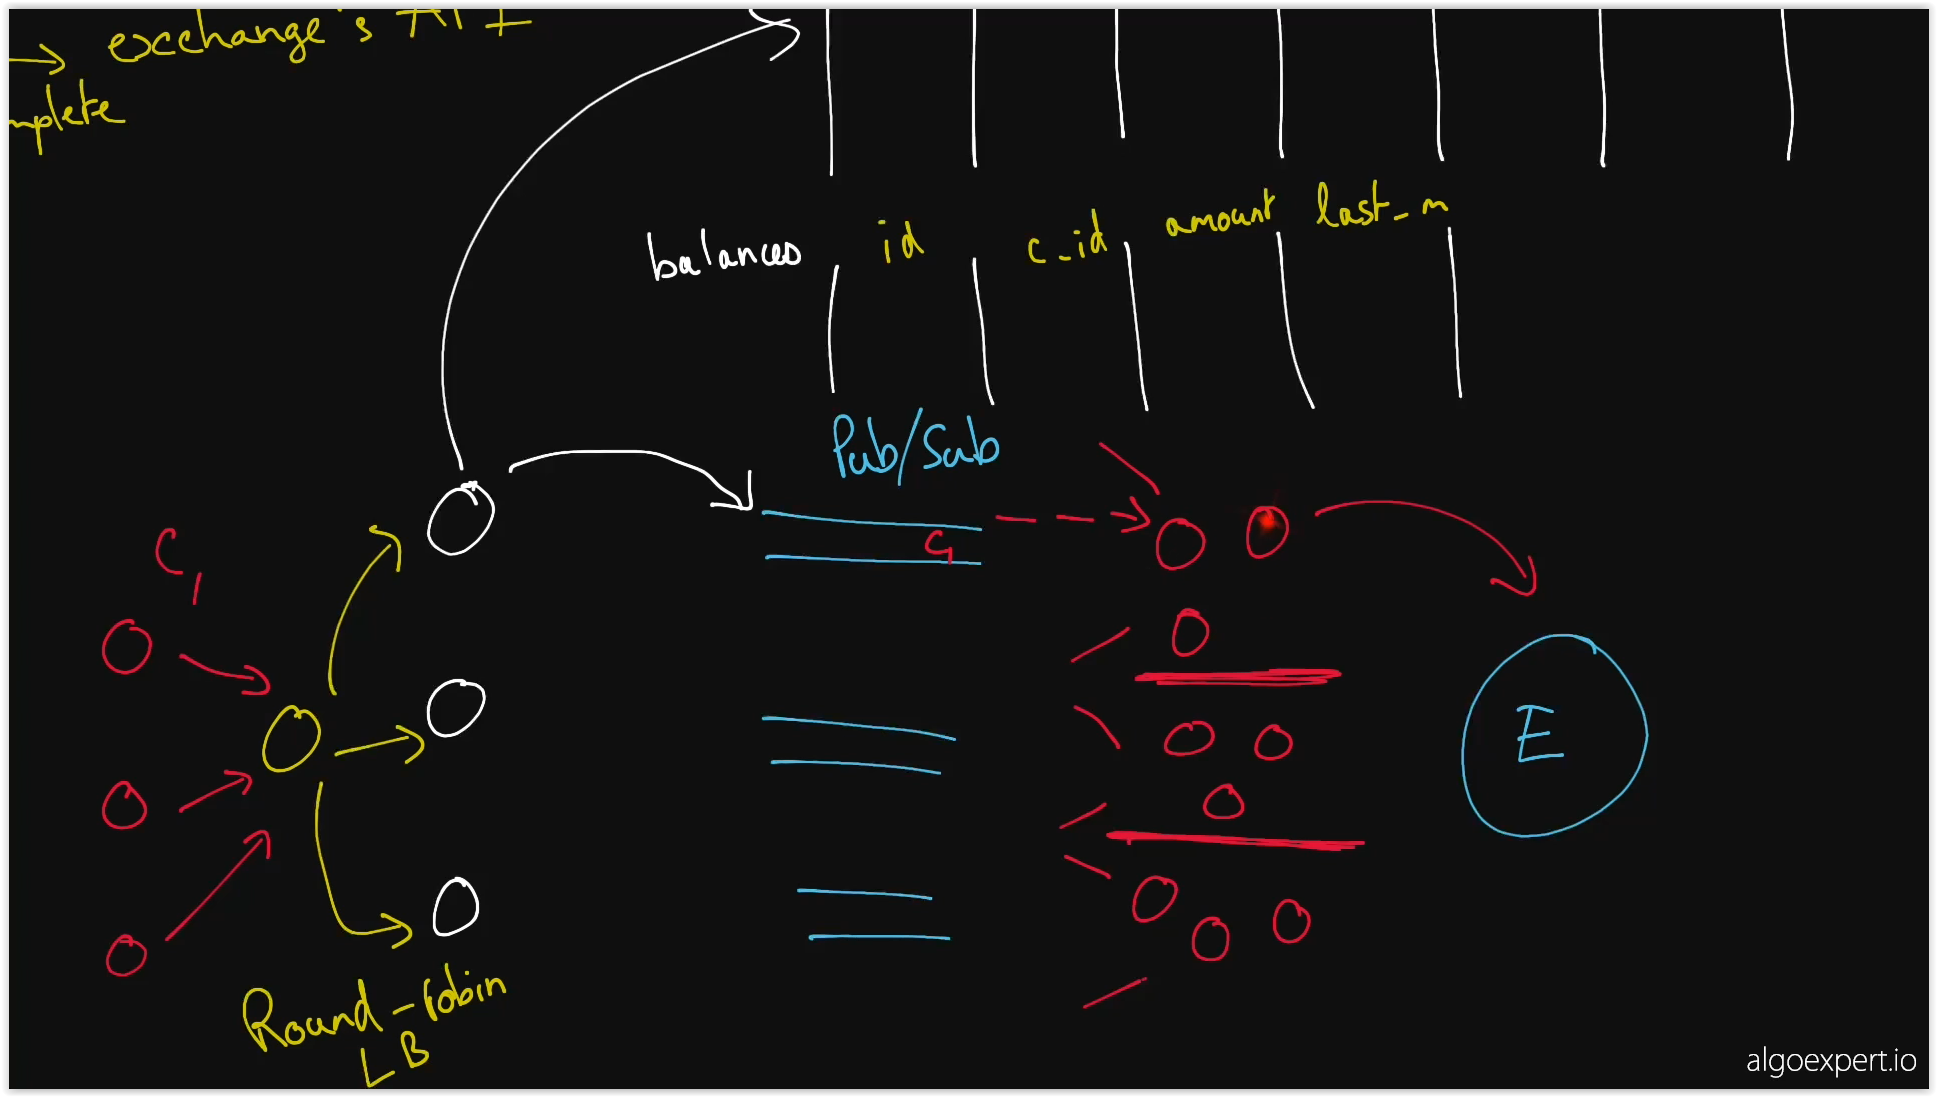 exchange's API
mplete
balances id c_id amount last_m
Pub/Sub
C1
C1
E
Round-robin
LB
algoexpert.io